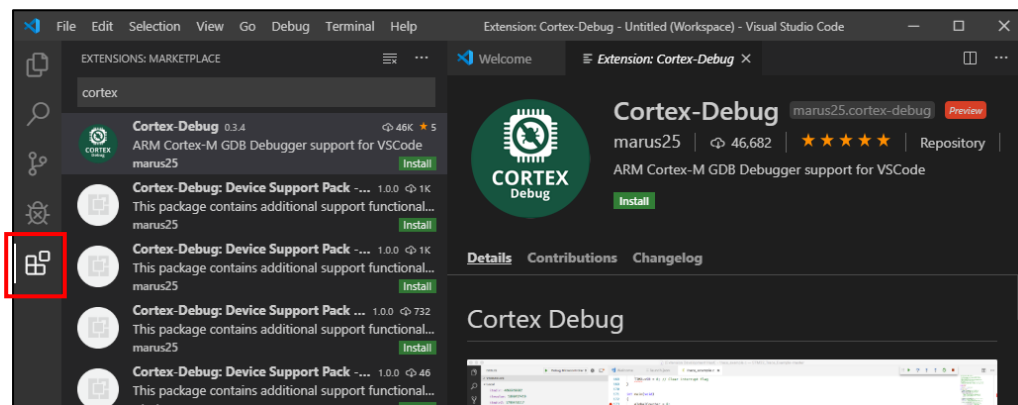 File Edit Selection View Go Debug Terminal Help Extension: Cortex-Debug - Untitled (Workspace) - Visual Studio Code
EXTENSIONS: MARKETPLACE
cortex
CORTEX
Debug
Cortex-Debug 0.3.4 46K ★ 5
ARM Cortex-M GDB Debugger support for VSCode
marus25 Install
Cortex-Debug: Device Support Pack -... 1.0.0 1K
This package contains additional support functional...
marus25 Install
Cortex-Debug: Device Support Pack -... 1.0.0 1K
This package contains additional support functional...
marus25 Install
Cortex-Debug: Device Support Pack ... 1.0.0 732
This package contains additional support functional...
marus25 Install
Cortex-Debug: Device Support Pack -... 1.0.0 46
This package contains additional support functional...
Install
Welcome Extension: Cortex-Debug
CORTEX
Debug
Cortex-Debug marus25.cortex-debug Preview
marus25 46,682 ★★★★★ Repository
ARM Cortex-M GDB Debugger support for VSCode
Install
Details Contributions Changelog
Cortex Debug